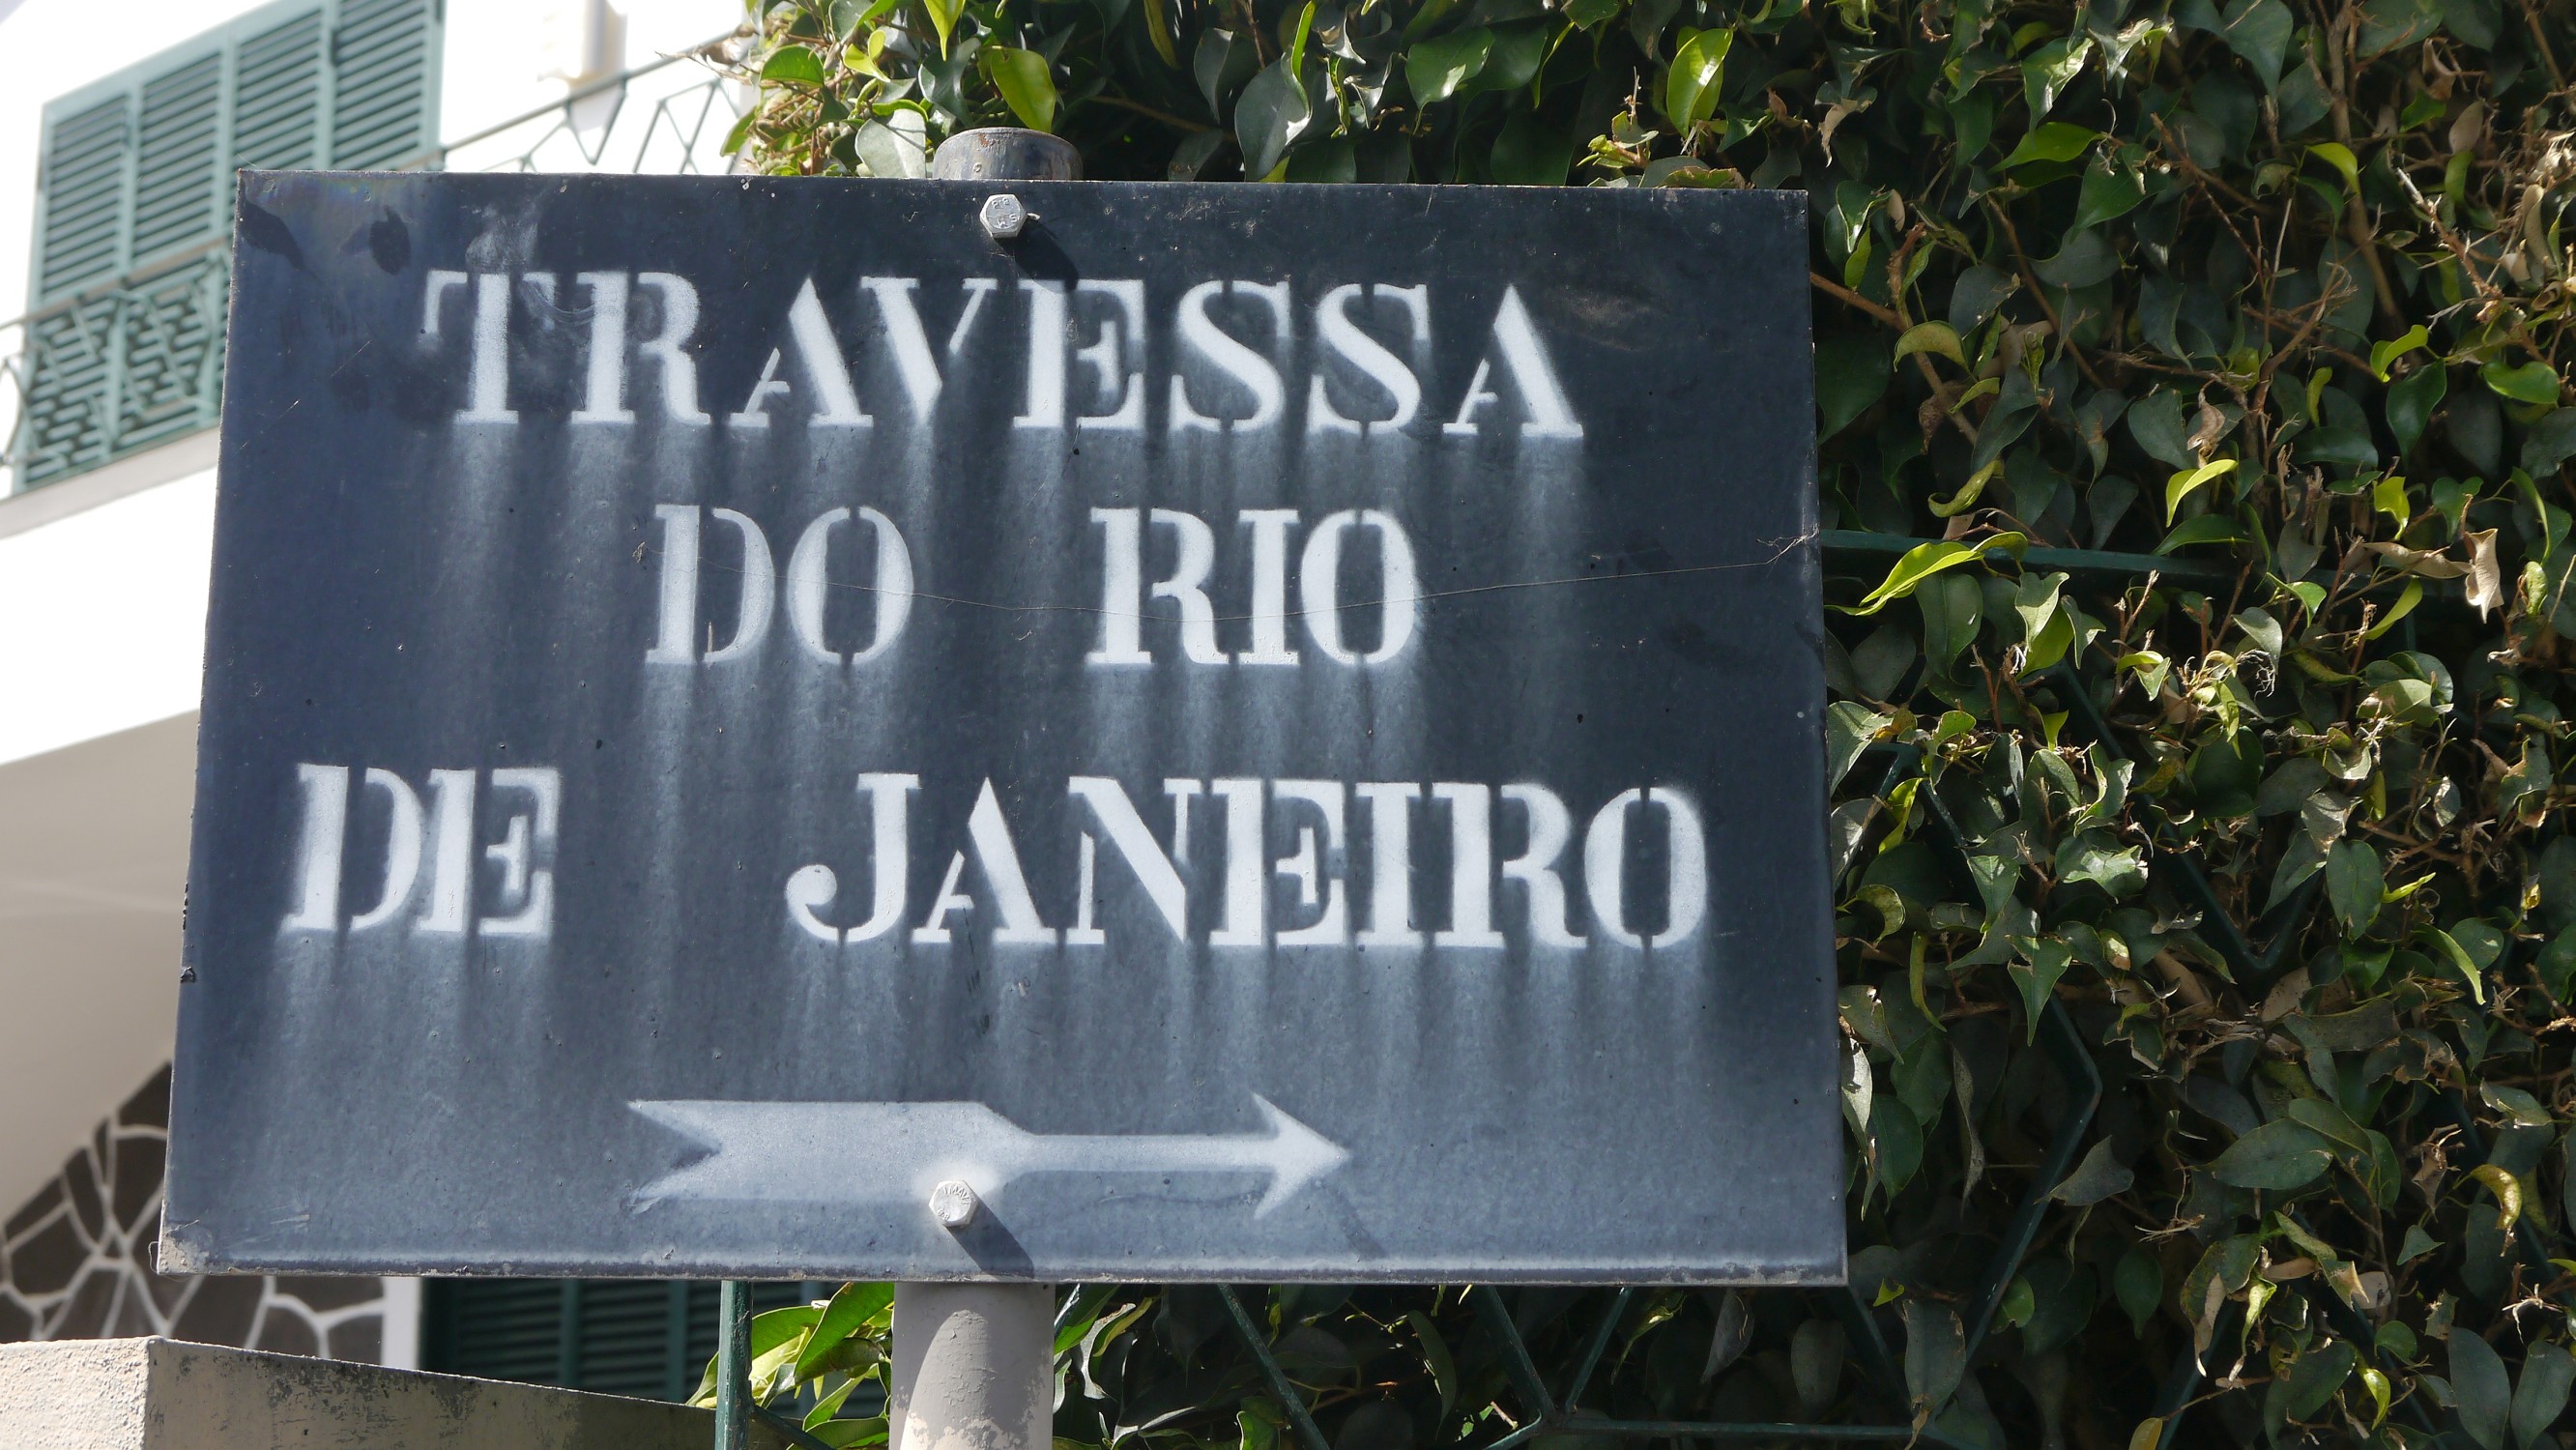 TRAVESSA
DO RIO
DE JANEIRO